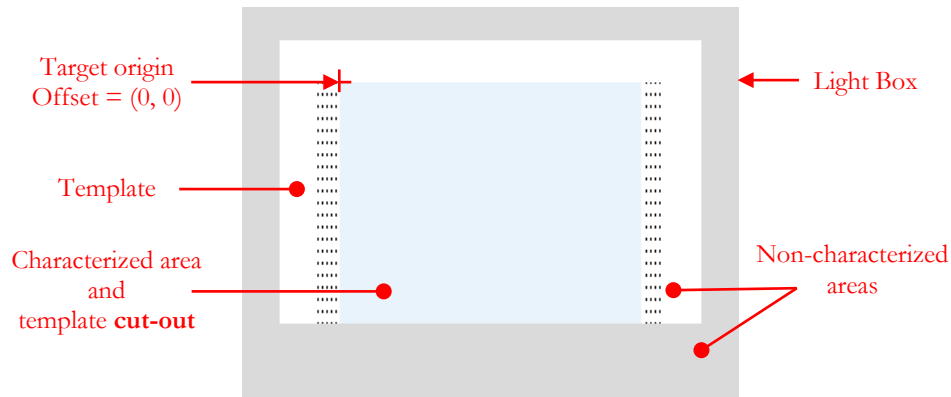 Target origin
Offset = (0, 0)
Light Box
Template
Characterized area
and
template cut-out
Non-characterized
areas